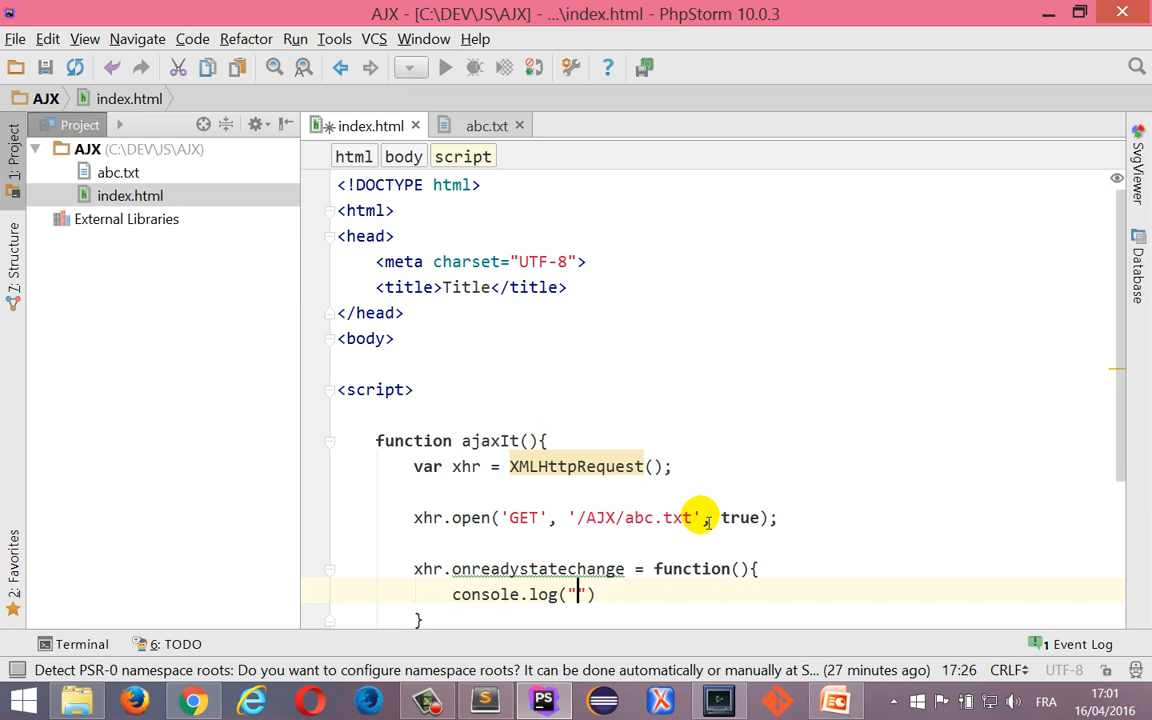 AJX - [C:\DEV\JS\AJX] - ...\index.html - PhpStorm 10.0.3
File Edit View Navigate Code Refactor Run Tools VCS Window Help
AJX index.html
Project
index.html
abc.txt
html body script
AJX (C:\DEV\JS\AJX)
abc.txt
index.html
External Libraries
1: Project
7: Structure
2: Favorites
<!DOCTYPE html>
<html>
<head>
<meta charset="UTF-8">
<title>Title</title>
</head>
<body>
<script>
function ajaxIt(){
var xhr = XMLHttpRequest();
xhr.open('GET', '/AJX/abc.txt', true);
xhr.onreadystatechange = function(){
console.log("")
}
SvgViewer
Database
Terminal
6: TODO
1 Event Log
Detect PSR-0 namespace roots: Do you want to configure namespace roots? It can be done automatically or manually at S... (27 minutes ago) 17:26 CRLF UTF-8
PS
FRA
17:01
16/04/2016